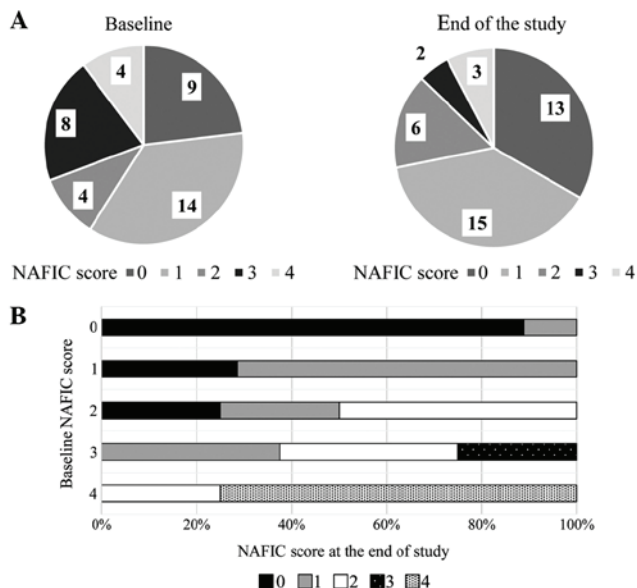 A
Baseline
End of the study
4
9
8
4
14
2
3
13
6
15
NAFIC score 0 1 2 3 4
NAFIC score 0 1 2 3 4
B
Baseline NAFIC score
0
1
2
3
4
0% 20% 40% 60% 80% 100%
NAFIC score at the end of study
0 1 2 3 4